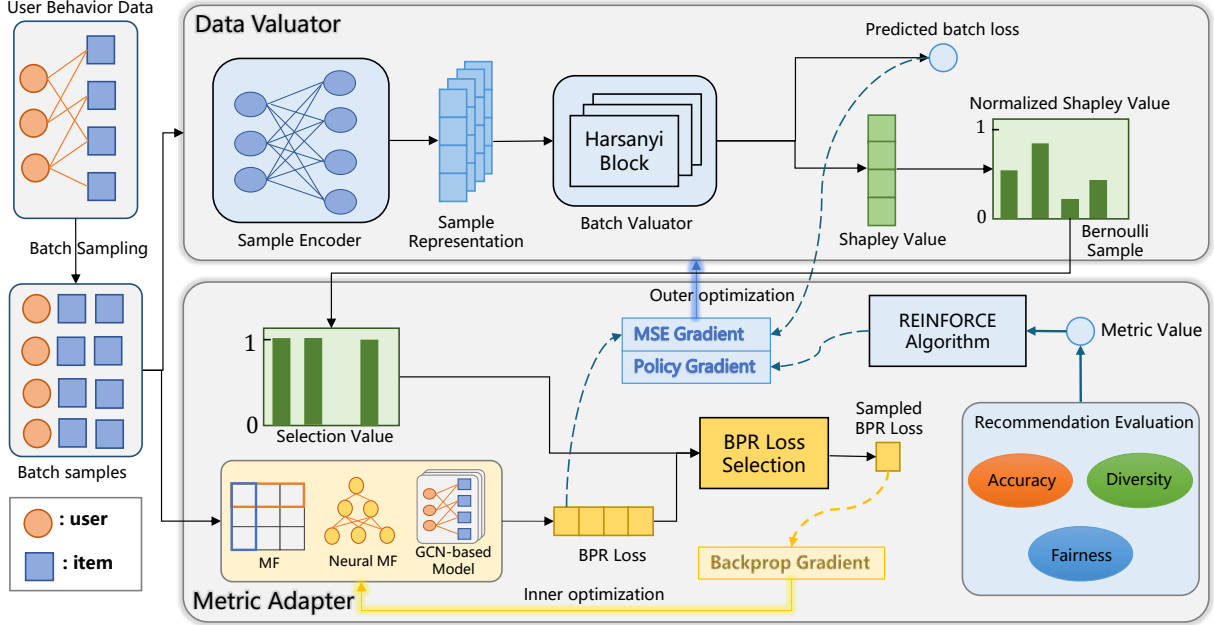 User Behavior Data
Batch Sampling
Batch samples
: user
: item
Data Valuator
Sample Encoder
Sample
Representation
Harsanyi
Block
Batch Valuator
Predicted batch loss
Shapley Value
Normalized Shapley Value
1
0
Bernoulli
Sample
Outer optimization
MSE Gradient
Policy Gradient
REINFORCE
Algorithm
Metric Value
1
0
Selection Value
BPR Loss
Selection
Sampled
BPR Loss
Recommendation Evaluation
Accuracy
Diversity
Fairness
MF
Neural MF
GCN-based
Model
BPR Loss
Backprop Gradient
Inner optimization
Metric Adapter